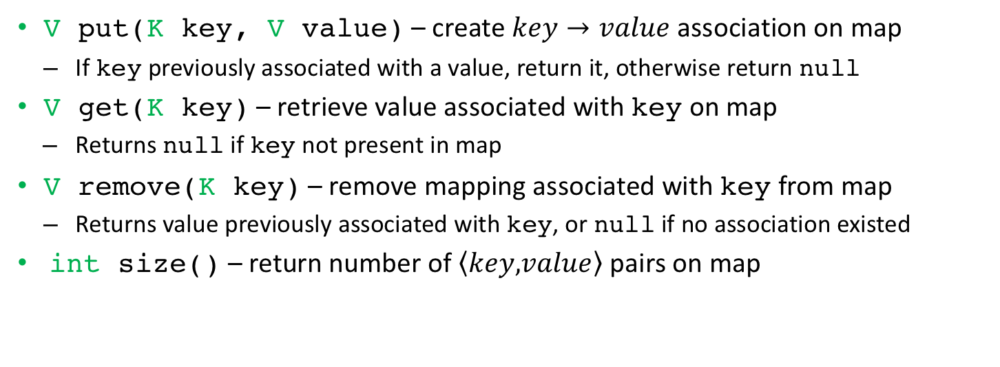 • V put(K key, V value) – create key → value association on map
– If key previously associated with a value, return it, otherwise return null
• V get(K key) – retrieve value associated with key on map
– Returns null if key not present in map
• V remove(K key) – remove mapping associated with key from map
– Returns value previously associated with key, or null if no association existed
• int size() – return number of ⟨key,value⟩ pairs on map